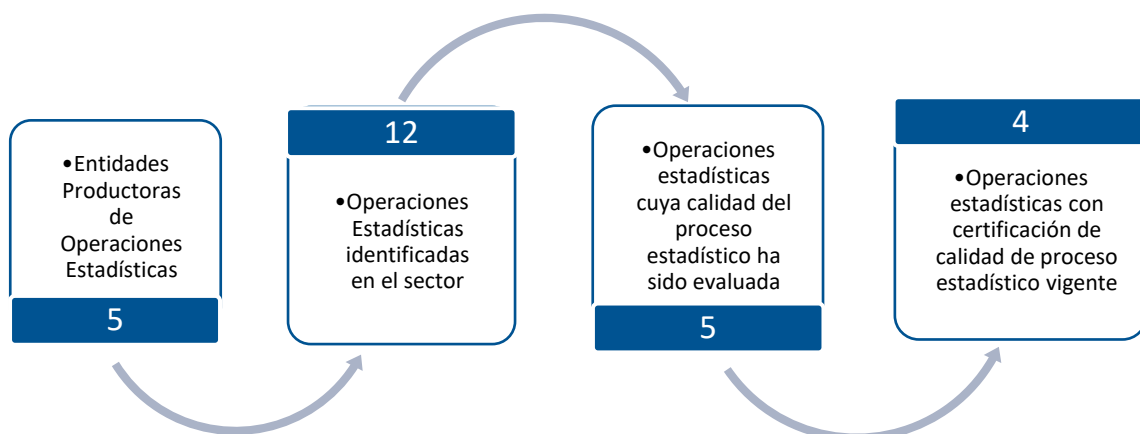 •Entidades
Productoras
de
Operaciones
Estadísticas
5
12
•Operaciones
Estadísticas
identificadas
en el sector
•Operaciones
estadísticas
cuya calidad del
proceso
estadístico ha
sido evaluada
5
4
•Operaciones
estadísticas con
certificación de
calidad de proceso
estadístico vigente